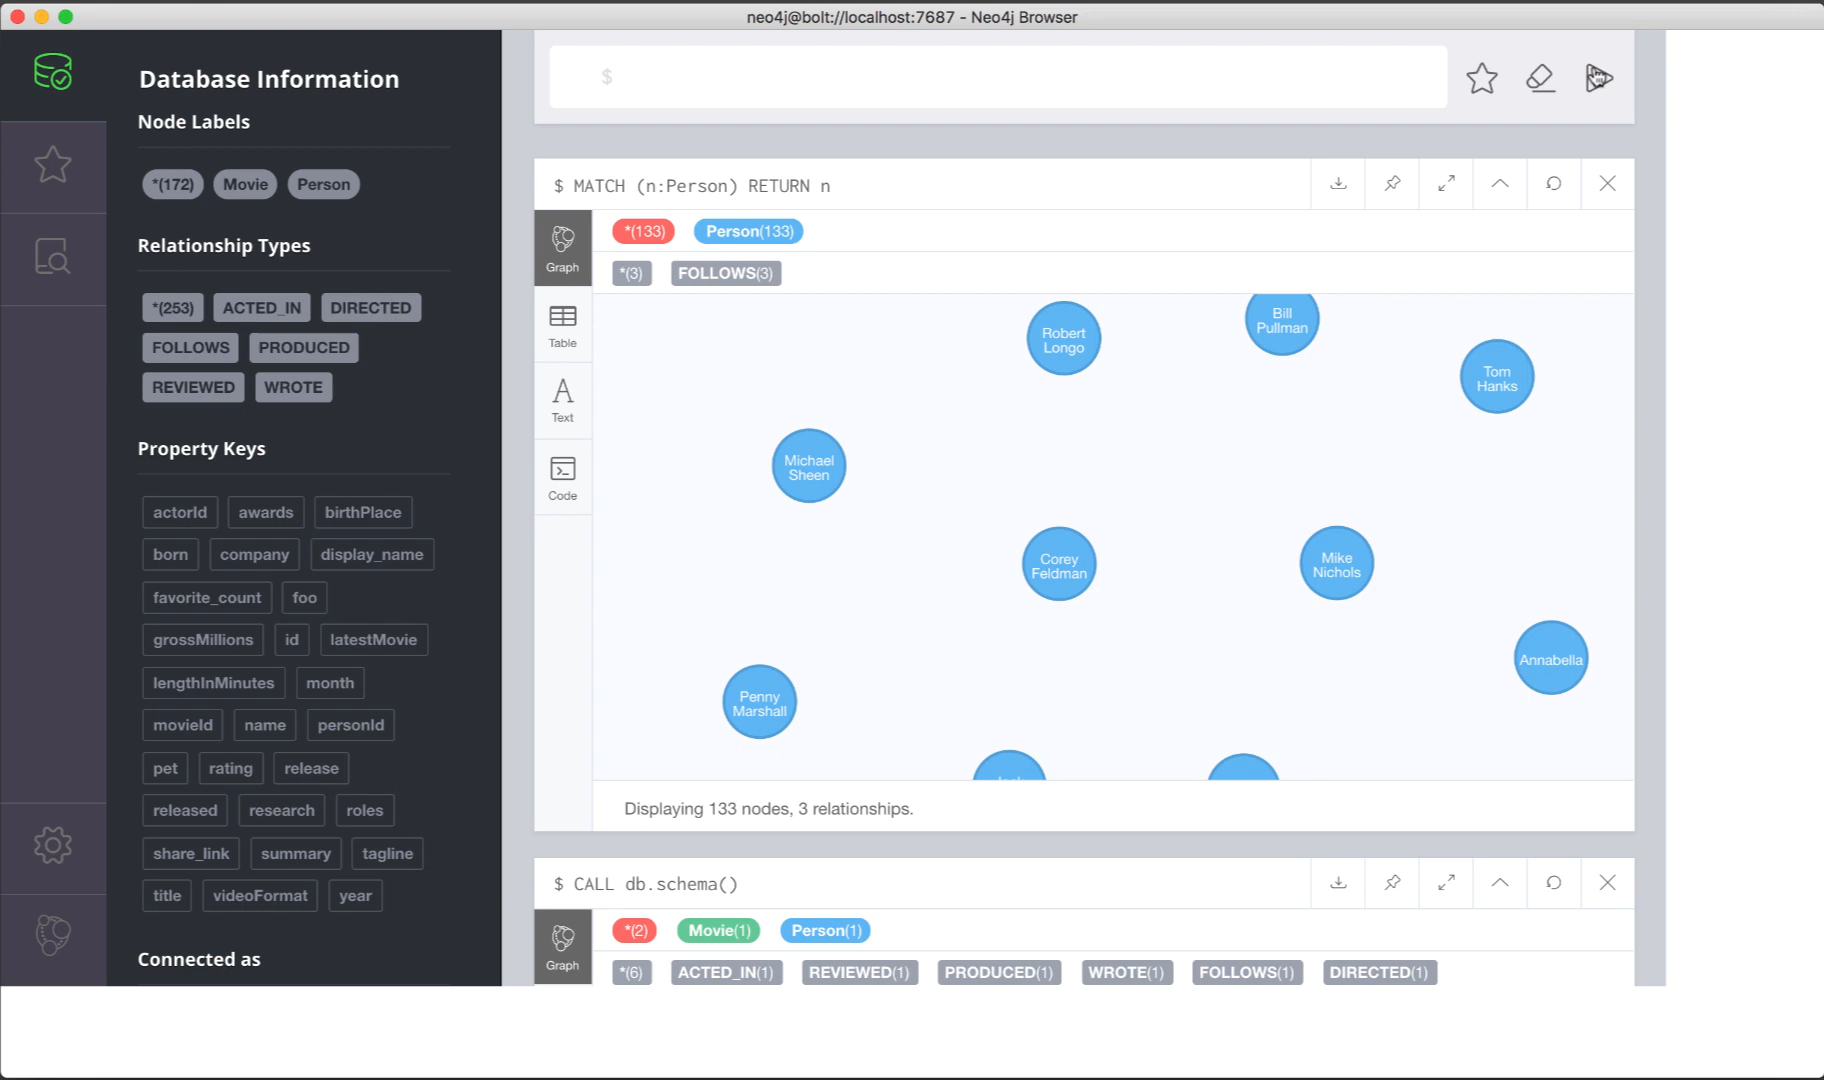 neo4j@bolt://localhost:7687 - Neo4j Browser
Database Information
Node Labels
*(172) Movie Person
Relationship Types
*(253) ACTED_IN DIRECTED
FOLLOWS PRODUCED
REVIEWED WROTE
Property Keys
actorId awards birthPlace
born company display_name
favorite_count foo
grossMillions id latestMovie
lengthInMinutes month
movieId name personId
pet rating release
released research roles
share_link summary tagline
title videoFormat year
Connected as
$
$ MATCH (n:Person) RETURN n
Graph
Table
Text
Code
*(133) Person(133)
*(3) FOLLOWS(3)
Robert
Longo
Bill
Pullman
Tom
Hanks
Michael
Sheen
Corey
Feldman
Mike
Nichols
Annabella
Penny
Marshall
Displaying 133 nodes, 3 relationships.
$ CALL db.schema()
Graph
*(2) Movie(1) Person(1)
*(6) ACTED_IN(1) REVIEWED(1) PRODUCED(1) WROTE(1) FOLLOWS(1) DIRECTED(1)